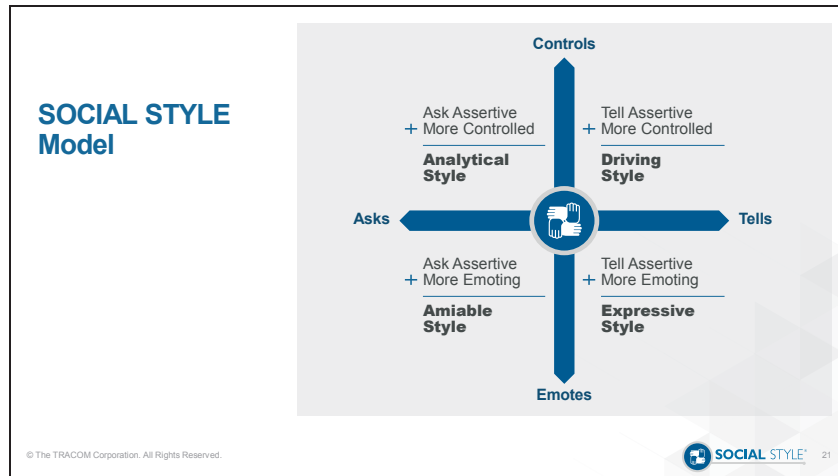 SOCIAL STYLE
Model
Controls
Ask Assertive
+ More Controlled
Analytical
Style
Tell Assertive
+ More Controlled
Driving
Style
Asks
Tells
Ask Assertive
+ More Emoting
Amiable
Style
Tell Assertive
+ More Emoting
Expressive
Style
Emotes
© The TRACOM Corporation. All Rights Reserved.
SOCIAL STYLE®
21